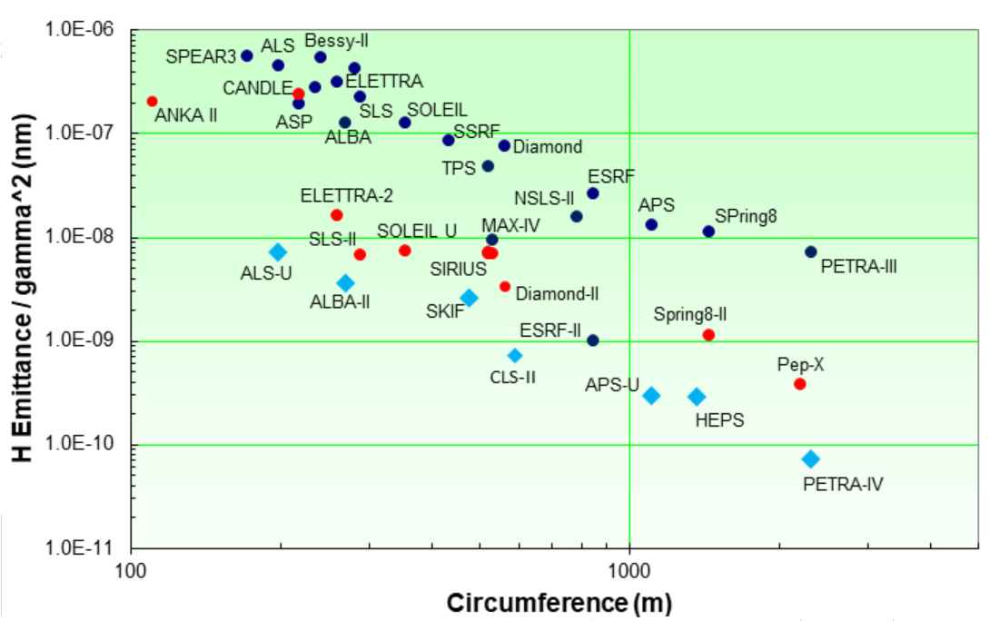 1.0E-06
Bessy-II
ALS
SPEAR3
ELETTRA
CANDLE
ANKA II
ASP
SLS
SOLEIL
1.0E-07
ALBA
SSRF
Diamond
TPS
ESRF
ELETTRA-2
NSLS-II
APS
SPring8
MAX-IV
SOLEIL U
1.0E-08
SLS-II
ALS-U
SIRIUS
PETRA-III
ALBA-II
SKIF
Diamond-II
Spring8-II
ESRF-II
1.0E-09
CLS-II
Pep-X
APS-U
HEPS
1.0E-10
PETRA-IV
1.0E-11
100
1000
Circumference (m)
H Emittance / gamma^2 (nm)